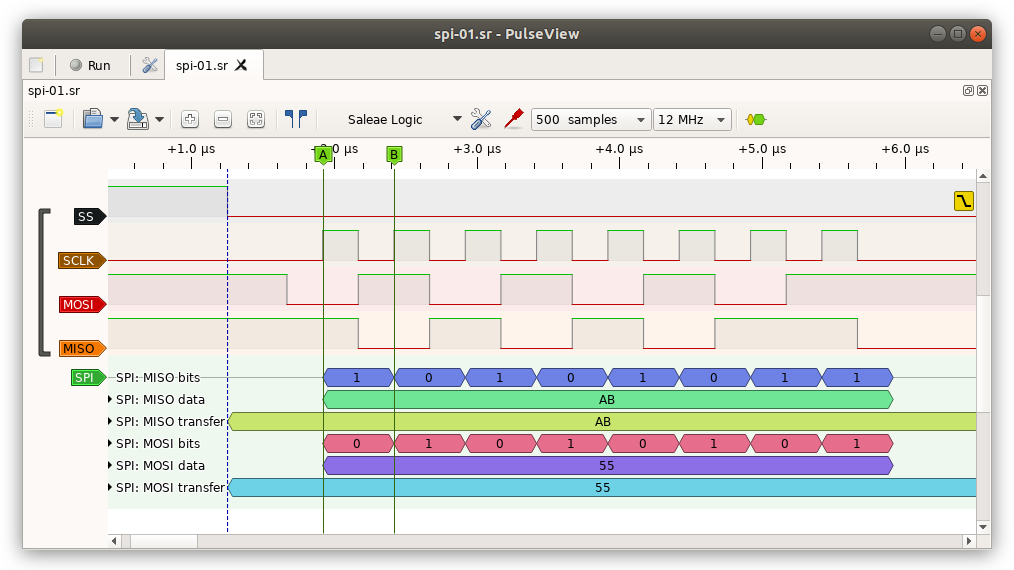 spi-01.sr - PulseView
Run
spi-01.sr
spi-01.sr
Saleae Logic
500 samples
12 MHz
+1.0 µs
0 µs
+3.0 µs
+4.0 µs
+5.0 µs
+6.0 µs
A
B
SS
SCLK
MOSI
MISO
SPI
SPI: MISO bits
1 0 1 0 1 0 1 1
SPI: MISO data
AB
SPI: MISO transfer
AB
SPI: MOSI bits
0 1 0 1 0 1 0 1
SPI: MOSI data
55
SPI: MOSI transfer
55